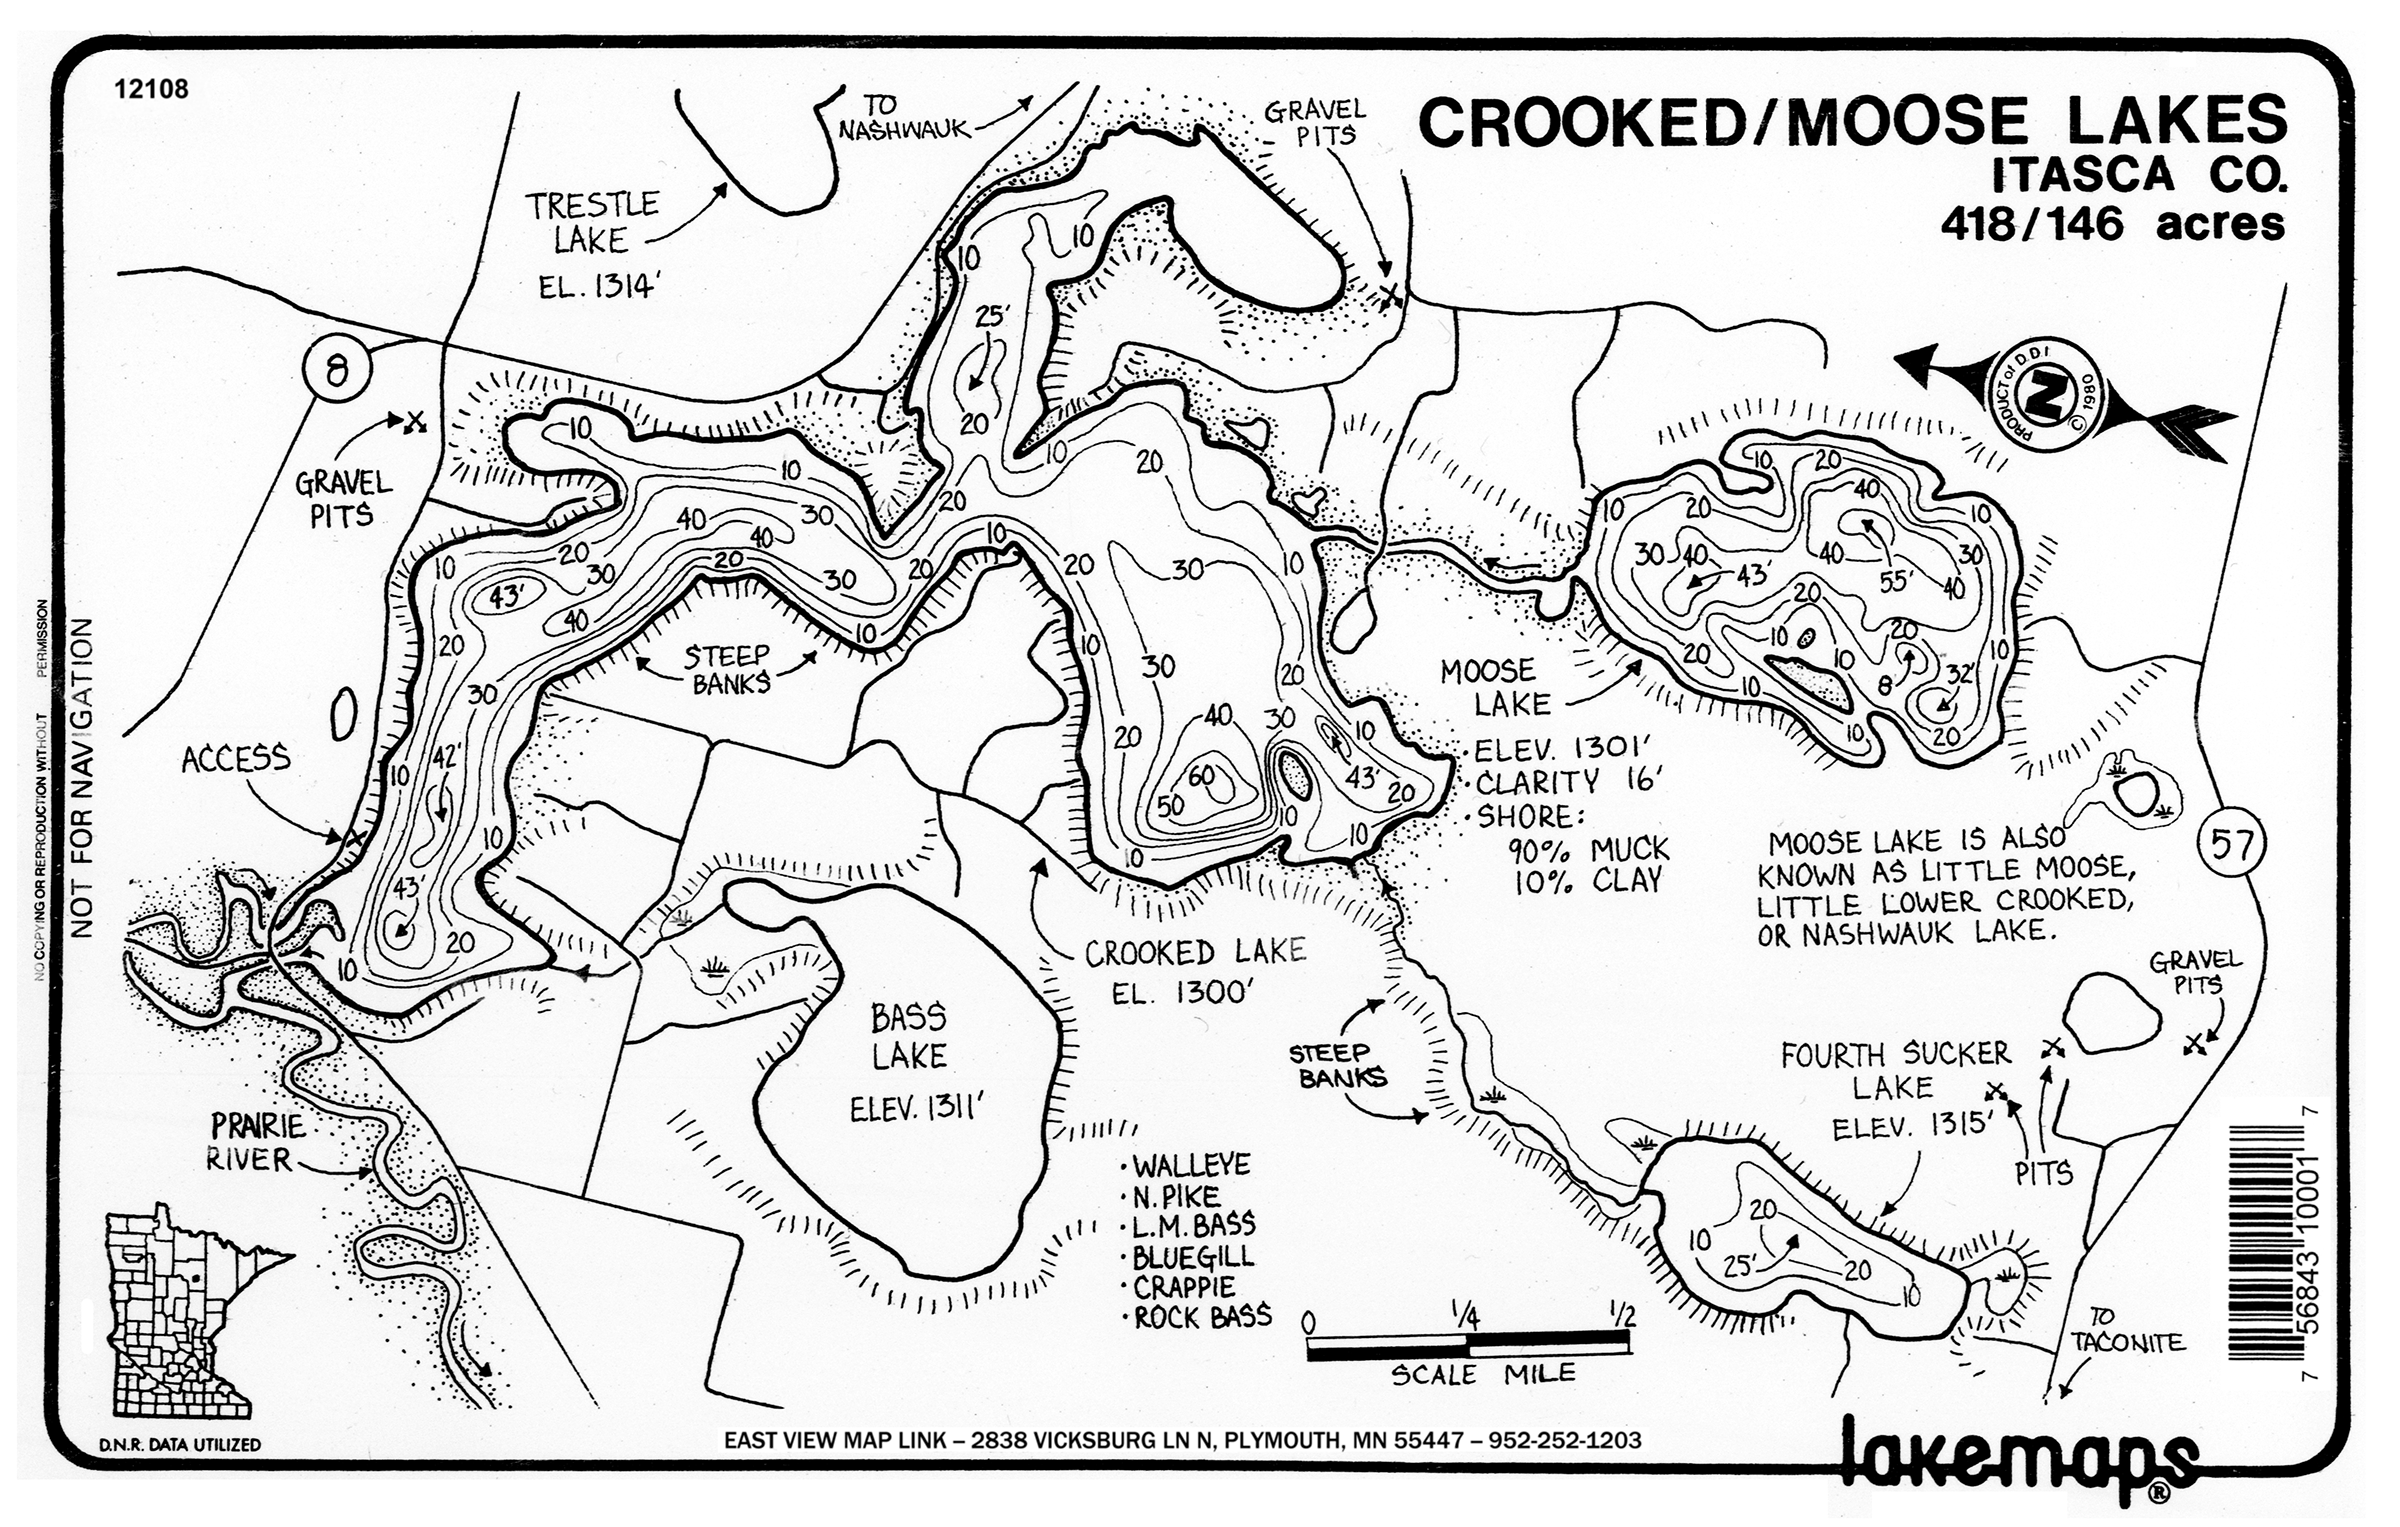 12108
CROOKED/MOOSE LAKES
ITASCA CO.
418/146 acres
TO
NASHWAUK
GRAVEL
PITS
TRESTLE
LAKE
EL. 1314'
8
GRAVEL
PITS
PRODUCT of D.D.I.
N
© 1980
10
10
25'
20
10
10
20
30
40
40
30
20
30
43'
40
20
30
20
10
10
20
10
20
10
20
30
10
10
20
30
42'
10
10
43'
20
10
10
20
30
20
40
30
60
50
10
43'
10
20
10
10
10
20
10
20
40
10
30
40
43'
40
55'
30
40
20
10
20
10
10
20
10
8'
32'
10
20
STEEP
BANKS
ACCESS
MOOSE
LAKE
• ELEV. 1301'
• CLARITY 16'
• SHORE:
90% MUCK
10% CLAY
57
MOOSE LAKE IS ALSO
KNOWN AS LITTLE MOOSE,
LITTLE LOWER CROOKED,
OR NASHWAUK LAKE.
CROOKED LAKE
EL. 1300'
BASS
LAKE
ELEV. 1311'
STEEP
BANKS
GRAVEL
PITS
FOURTH SUCKER
LAKE
ELEV. 1315'
PITS
20
10
25'
20
10
PRAIRIE
RIVER
• WALLEYE
• N. PIKE
• L.M. BASS
• BLUEGILL
• CRAPPIE
• ROCK BASS
0 1/4 1/2
SCALE MILE
TO
TACONITE
7 56843 10001 7
NO COPYING OR REPRODUCTION WITHOUT PERMISSION
NOT FOR NAVIGATION
D.N.R. DATA UTILIZED
EAST VIEW MAP LINK – 2838 VICKSBURG LN N, PLYMOUTH, MN 55447 – 952-252-1203
lakemaps®